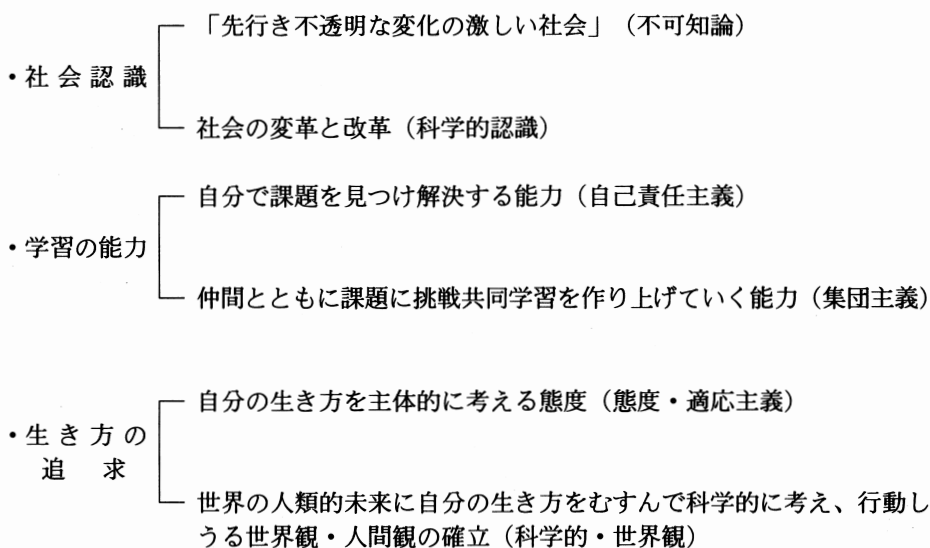 「先行き不透明な変化の激しい社会」（不可知論）
・社会認識
社会の変革と改革（科学的認識）
自分で課題を見つけ解決する能力（自己責任主義）
・学習の能力
仲間とともに課題に挑戦共同学習を作り上げていく能力（集団主義）
自分の生き方を主体的に考える態度（態度・適応主義）
・生き方の
追求
世界の人類的未来に自分の生き方をむすんで科学的に考え、行動し
うる世界観・人間観の確立（科学的・世界観）